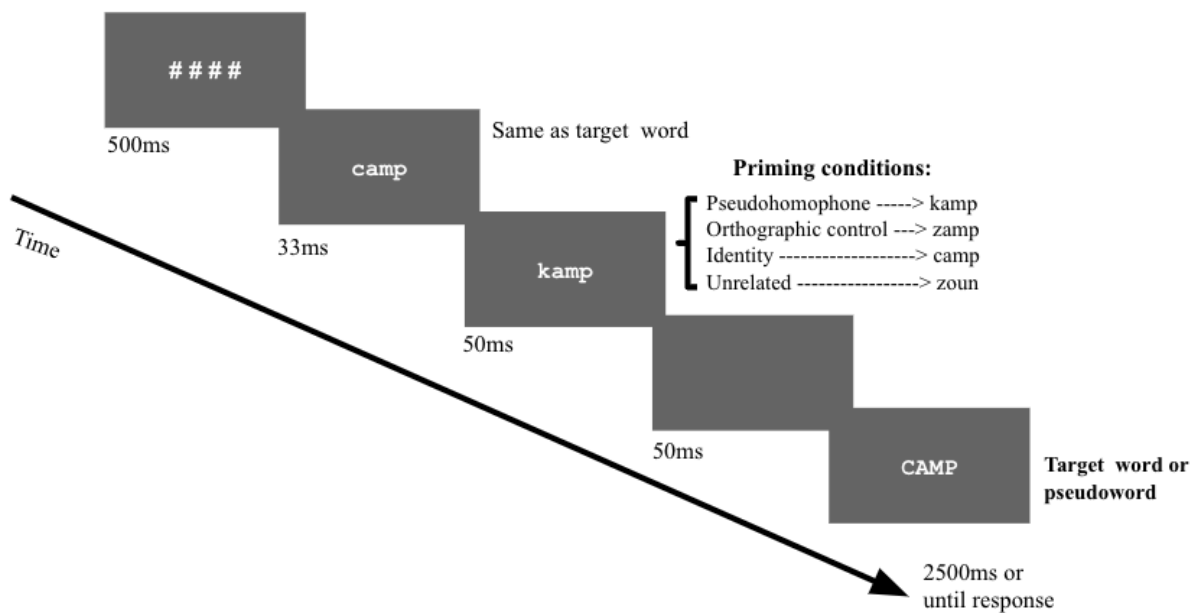 ####
500ms
camp
Same as target word
33ms
Priming conditions:
Pseudohomophone -----> kamp
Orthographic control ---> zamp
Identity -------------------> camp
Unrelated -----------------> zoun
kamp
50ms
Time
50ms
CAMP
Target word or
pseudoword
2500ms or
until response